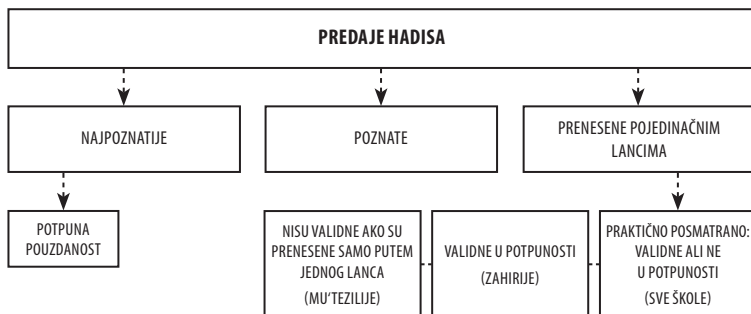 PREDAJE HADISA
NAJPOZNATIJE
POZNATE
PRENESENE POJEDINAČNIM
LANCIMA
POTPUNA
POUZDANOST
NISU VALIDNE AKO SU
PRENESENE SAMO PUTEM
JEDNOG LANCA
(MU‘TEZILIJE)
VALIDNE U POTPUNOSTI
(ZAHIRIJE)
PRAKTIČNO POSMATRANO:
VALIDNE ALI NE
U POTPUNOSTI
(SVE ŠKOLE)